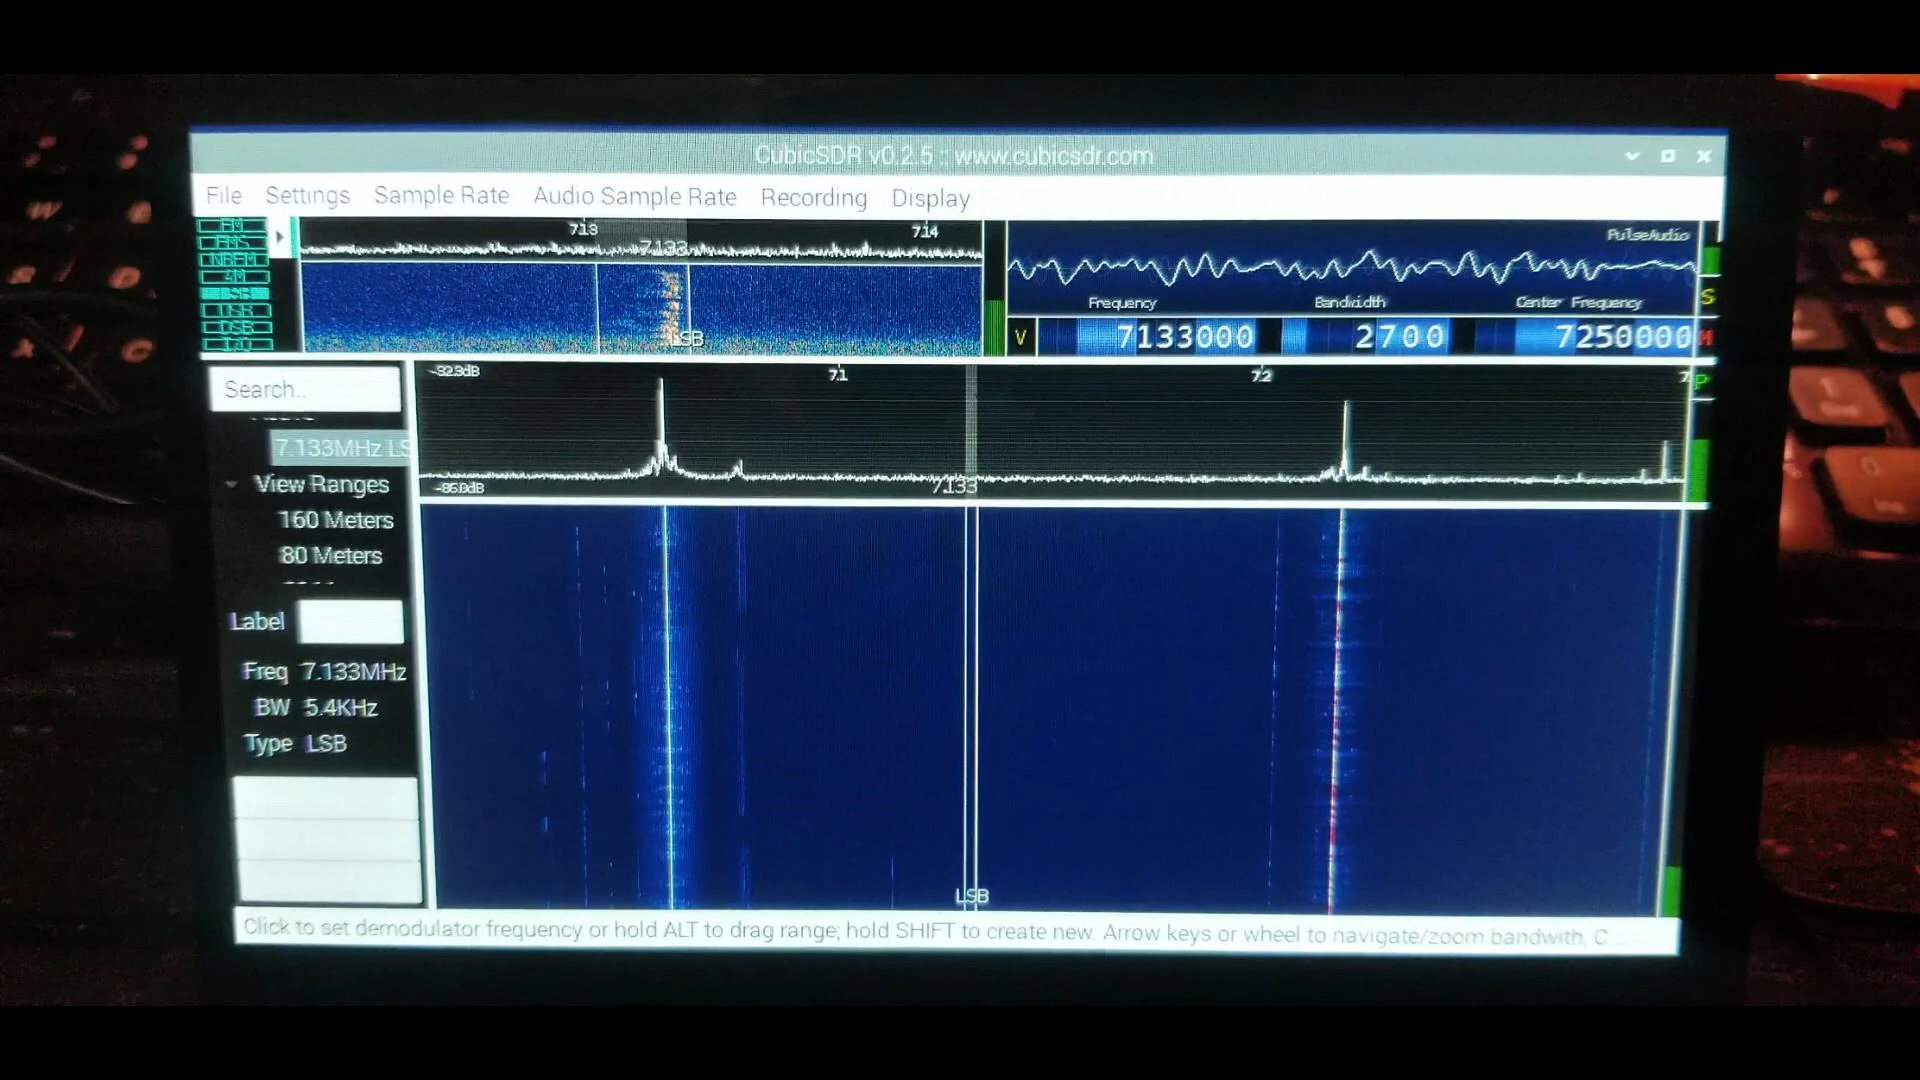 CubicSDR v0.2.5 :: www.cubicsdr.com
File Settings Sample Rate Audio Sample Rate Recording Display
FM
FMS
NBFM
AM
LSB
USB
DSB
I/Q
7.13 7.14
7.133
LSB
PulseAudio
Frequency Bandwidth Center Frequency
V 7133000 2700 7250000 M
S
P
Search..
7.133MHz LS
View Ranges
160 Meters
80 Meters
Label
Freq 7.133MHz
BW 5.4KHz
Type LSB
-32.9dB 7.1 7.2 7.
-86.0dB 7.133
LSB
Click to set demodulator frequency or hold ALT to drag range; hold SHIFT to create new. Arrow keys or wheel to navigate/zoom bandwith, C ...